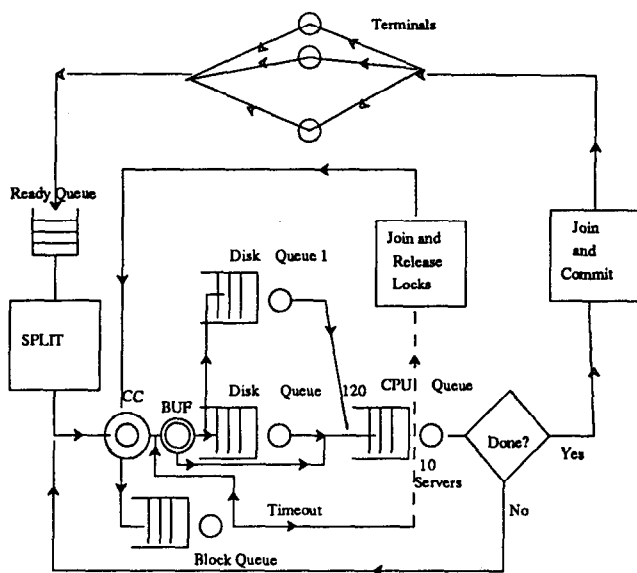 Terminals
Ready Queue
SPLIT
CC
BUF
Disk Queue 1
Disk Queue 120
CPU Queue
10
Servers
Join and
Release
Locks
Join
and
Commit
Done?
Yes
No
Timeout
Block Queue